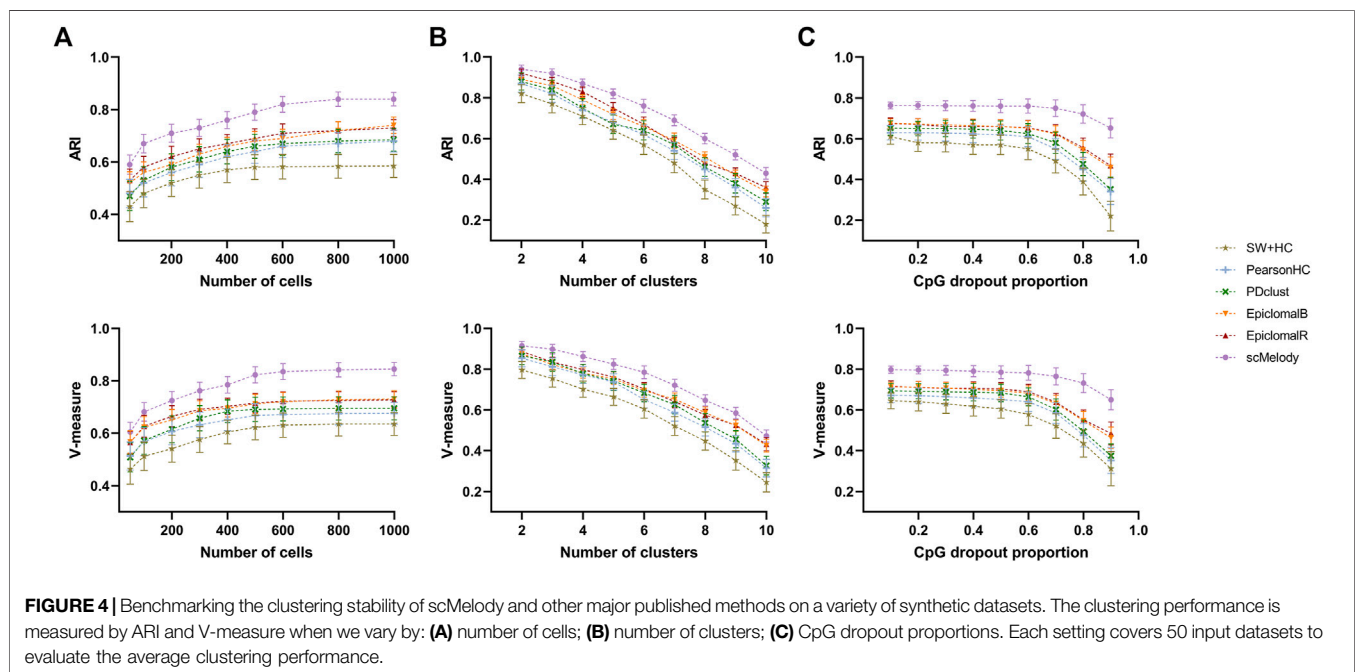 A
B
C
1.0
0.8
0.6
0.4
ARI
200 400 600 800 1000
Number of cells
1.0
0.8
0.6
0.4
0.2
ARI
2 4 6 8 10
Number of clusters
1.0
0.8
0.6
0.4
0.2
ARI
0.2 0.4 0.6 0.8 1.0
CpG dropout proportion
SW+HC
PearsonHC
PDclust
EpiclomalB
EpiclomalR
scMelody
1.0
0.8
0.6
0.4
V-measure
200 400 600 800 1000
Number of cells
1.0
0.8
0.6
0.4
0.2
V-measure
2 4 6 8 10
Number of clusters
1.0
0.8
0.6
0.4
0.2
V-measure
0.2 0.4 0.6 0.8 1.0
CpG dropout proportion
FIGURE 4 | Benchmarking the clustering stability of scMelody and other major published methods on a variety of synthetic datasets. The clustering performance is
measured by ARI and V-measure when we vary by: (A) number of cells; (B) number of clusters; (C) CpG dropout proportions. Each setting covers 50 input datasets to
evaluate the average clustering performance.